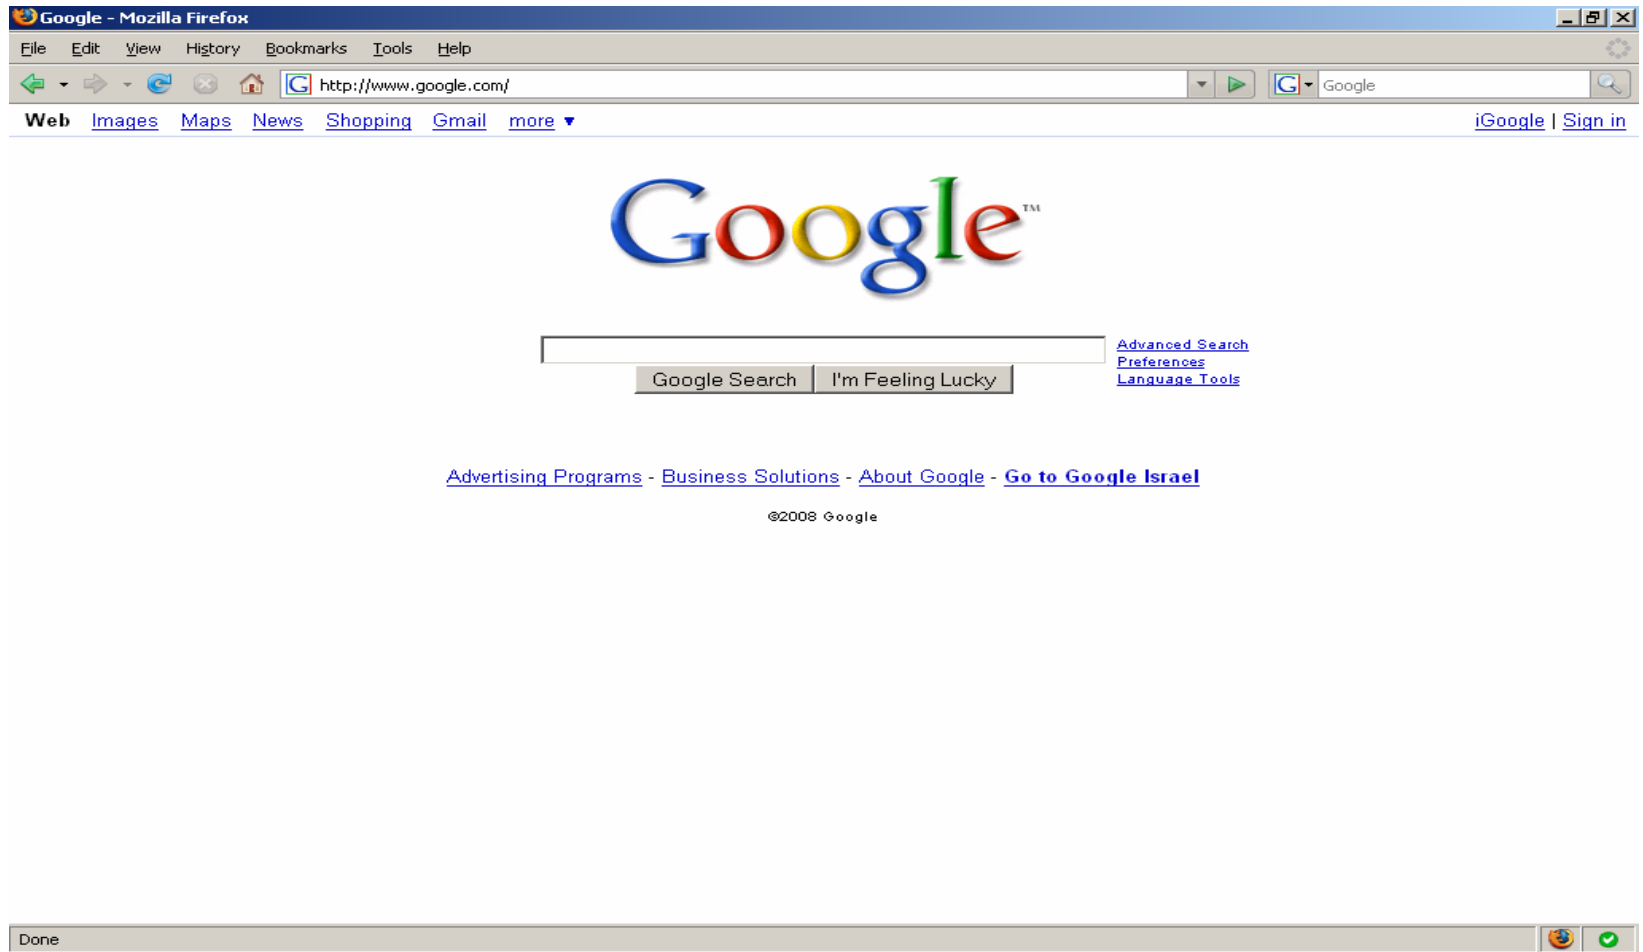 Google - Mozilla Firefox
File Edit View History Bookmarks Tools Help
http://www.google.com/ Google
Web Images Maps News Shopping Gmail more ▼ iGoogle | Sign in
Google™
Advanced Search
Preferences
Language Tools
Google Search I'm Feeling Lucky
Advertising Programs - Business Solutions - About Google - Go to Google Israel
©2008 Google
Done